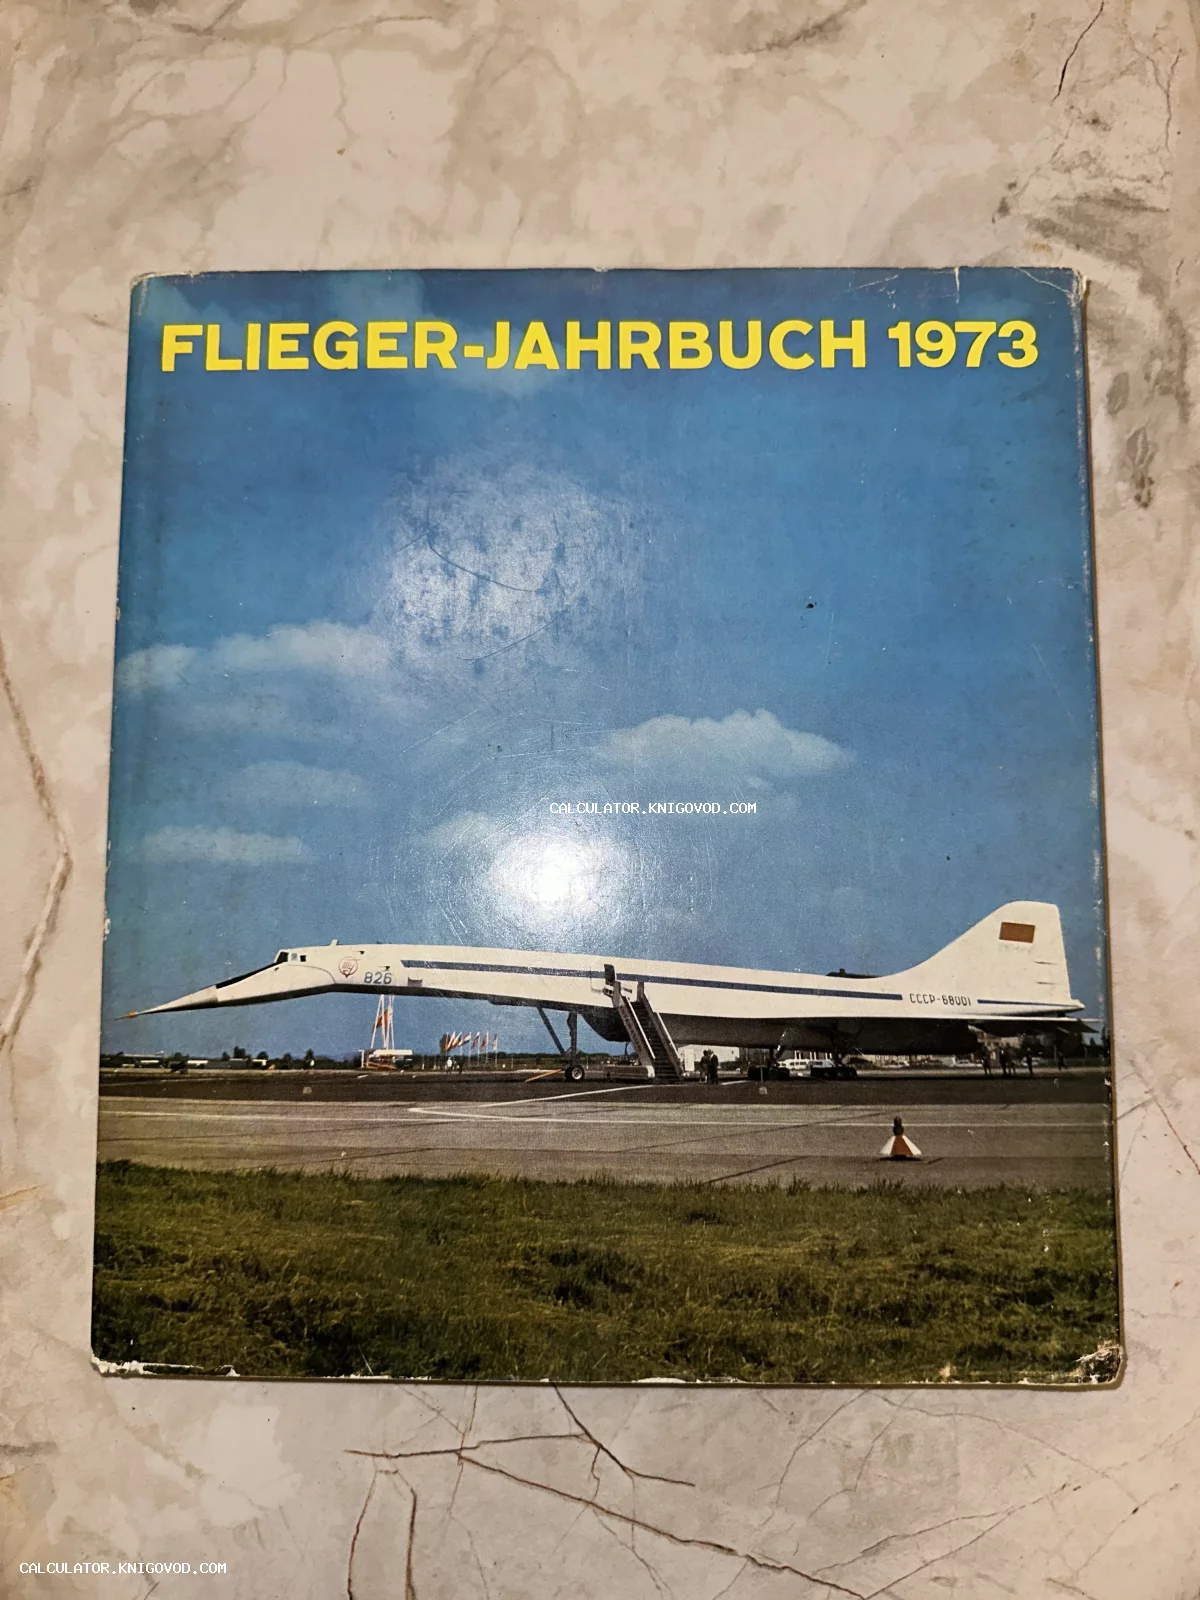 FLIEGER-JAHRBUCH 1973
CALCULATOR.KNIGOVOD.COM
826
СССР-68001
CALCULATOR.KNIGOVOD.COM